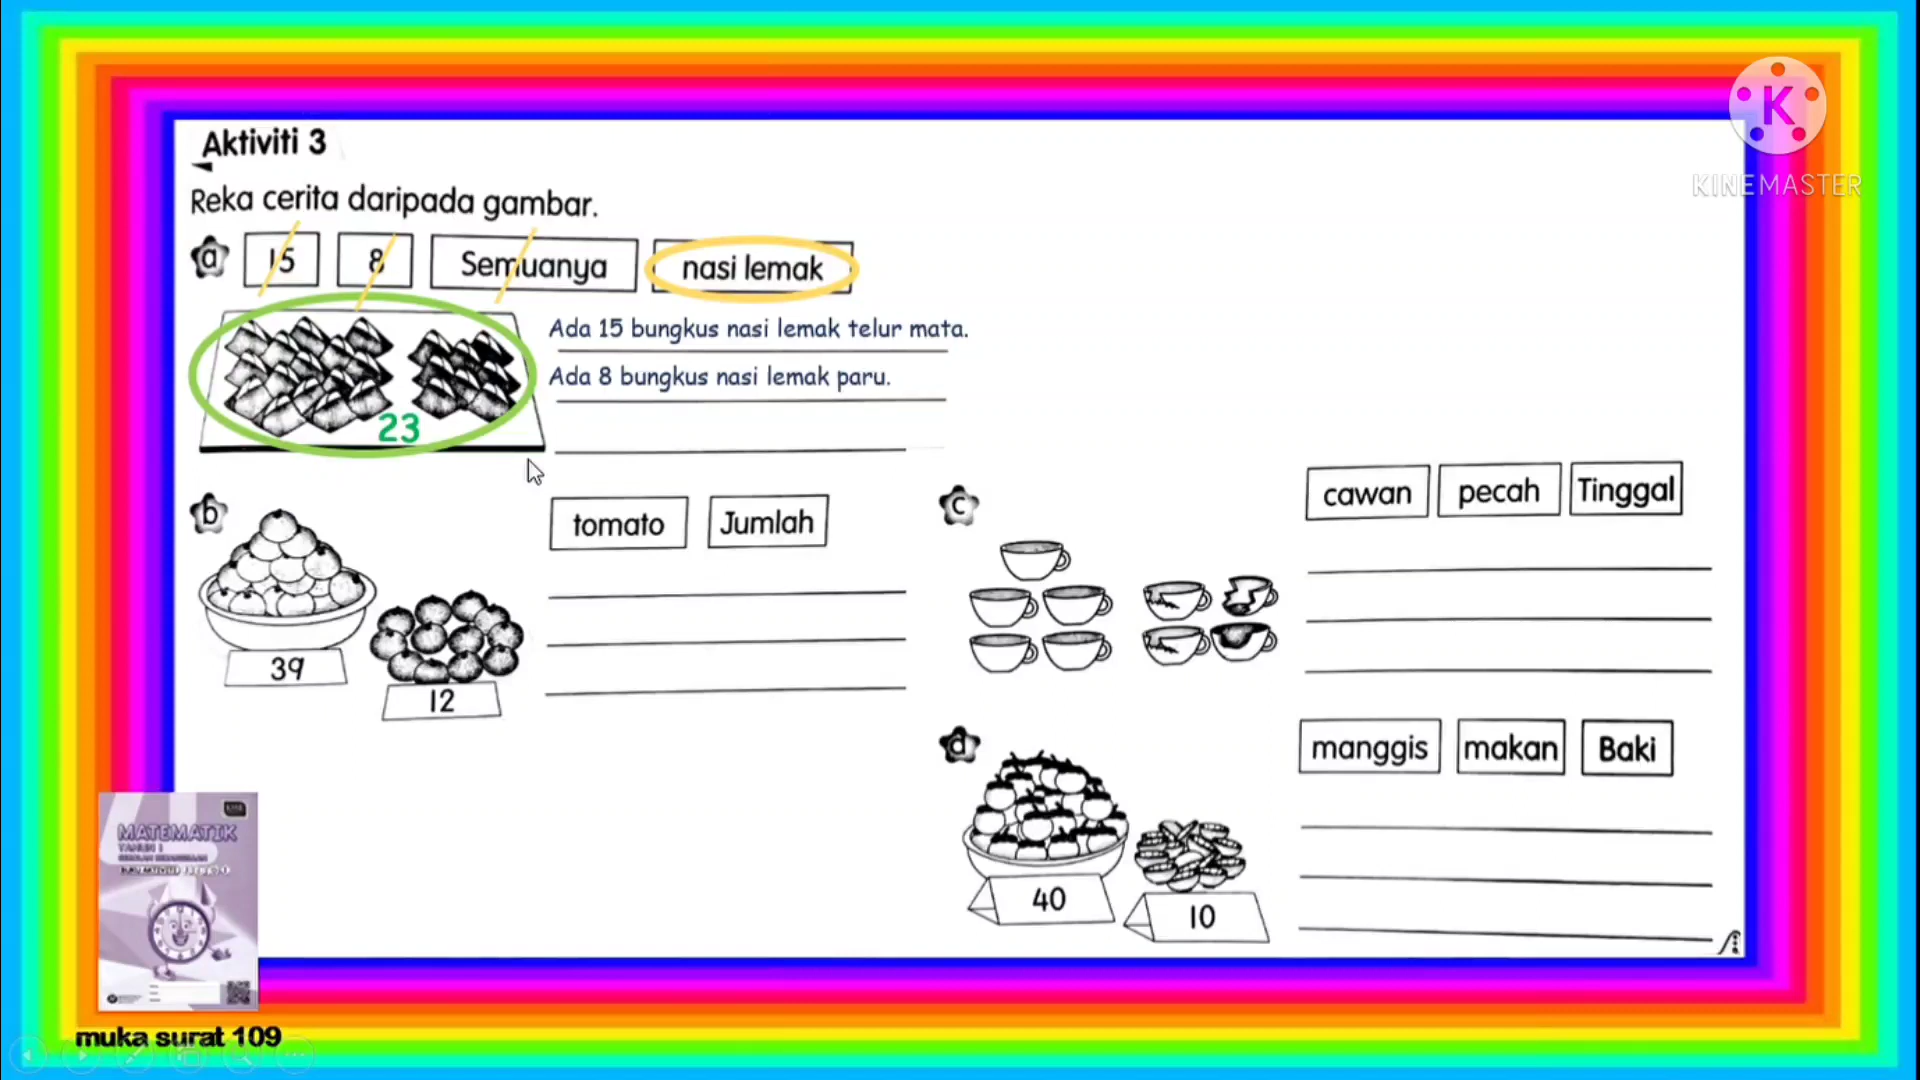 Aktiviti 3
Reka cerita daripada gambar.
a 15 8 Semuanya nasi lemak
Ada 15 bungkus nasi lemak telur mata.
Ada 8 bungkus nasi lemak paru.
23
b tomato Jumlah
39
12
c cawan pecah Tinggal
d manggis makan Baki
40
10
MATEMATIK
TAHUN 1
muka surat 109
K
KINEMASTER